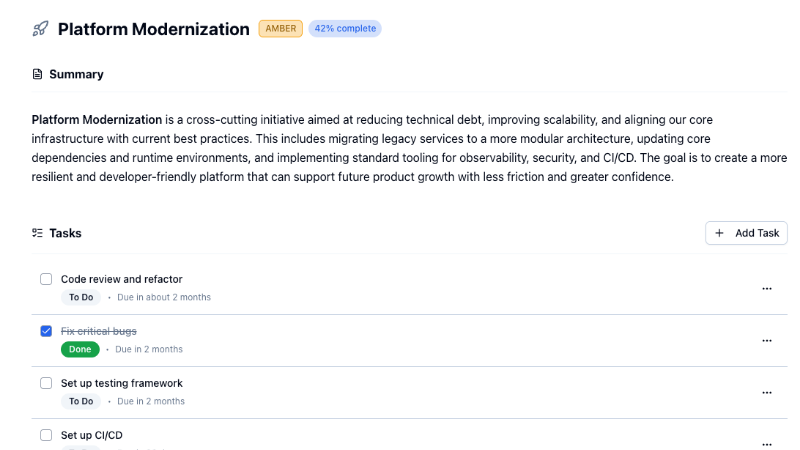 Platform Modernization AMBER 42% complete
Summary
Platform Modernization is a cross-cutting initiative aimed at reducing technical debt, improving scalability, and aligning our core
infrastructure with current best practices. This includes migrating legacy services to a more modular architecture, updating core
dependencies and runtime environments, and implementing standard tooling for observability, security, and CI/CD. The goal is to create a more
resilient and developer-friendly platform that can support future product growth with less friction and greater confidence.
Tasks + Add Task
Code review and refactor
To Do • Due in about 2 months
Fix critical bugs
Done • Due in 2 months
Set up testing framework
To Do • Due in 2 months
Set up CI/CD